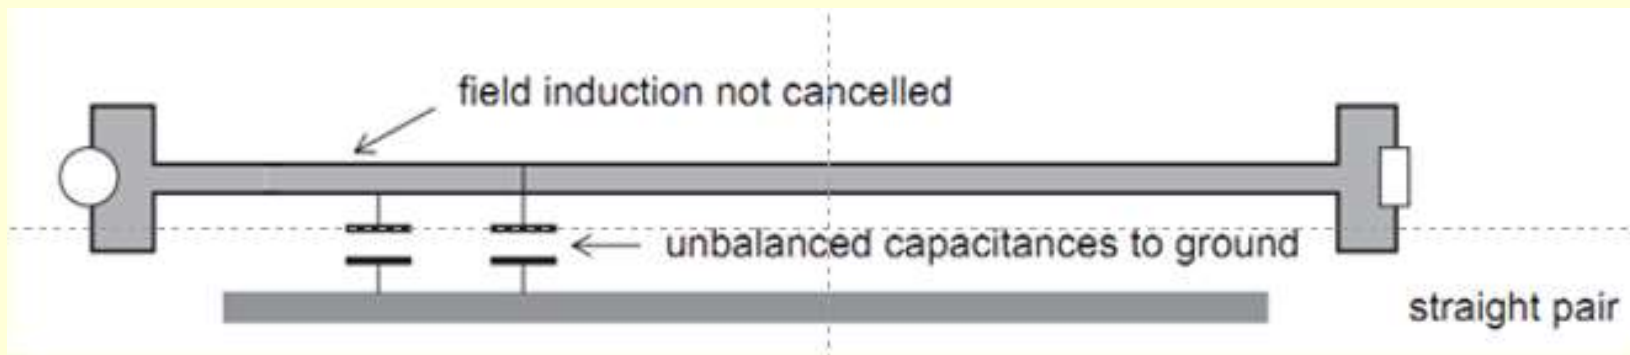 field induction not cancelled
unbalanced capacitances to ground
straight pair